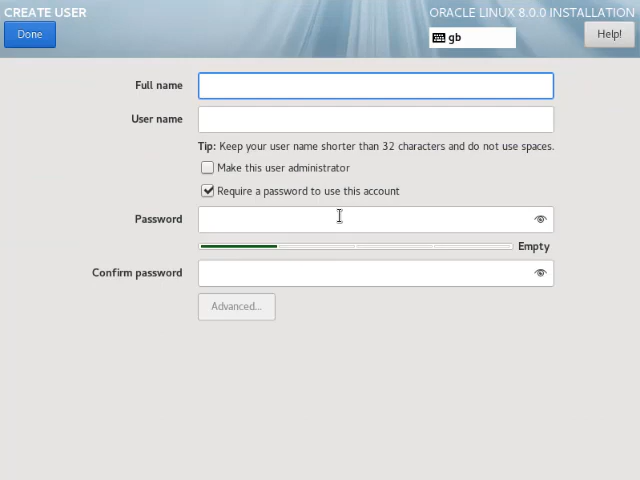 CREATE USER
ORACLE LINUX 8.0.0 INSTALLATION
Done
gb
Help!
Full name
User name
Tip: Keep your user name shorter than 32 characters and do not use spaces.
Make this user administrator
Require a password to use this account
Password
Empty
Confirm password
Advanced...